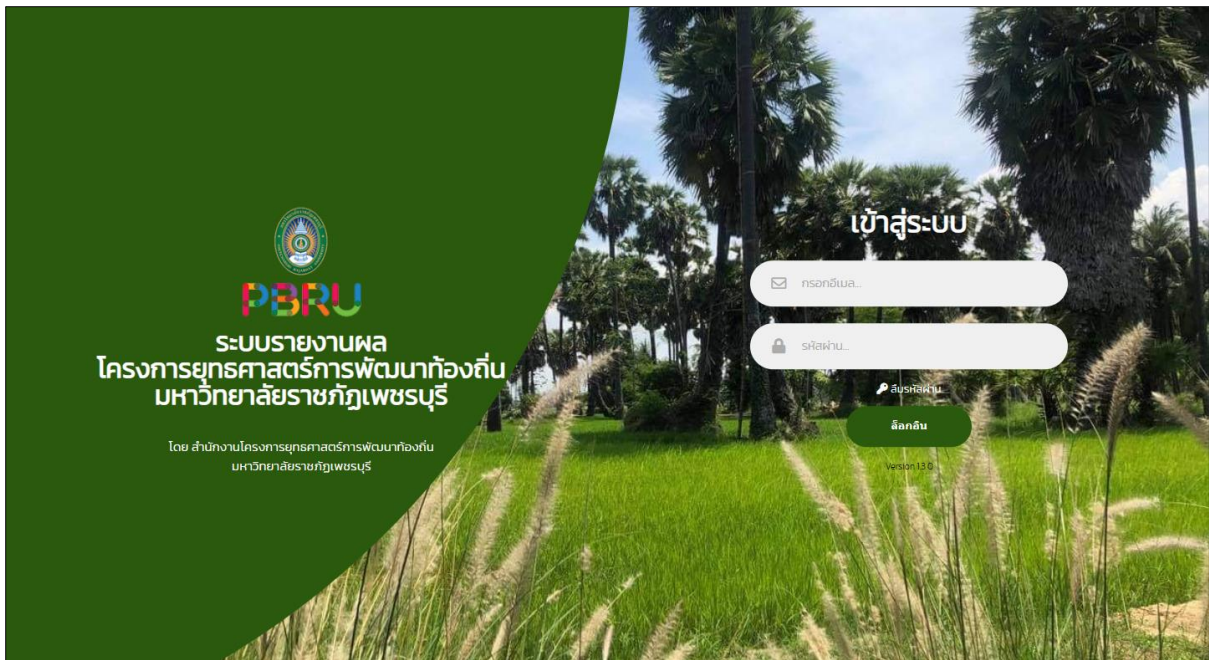 PBRU
ระบบรายงานผล
โครงการยุทธศาสตร์การพัฒนาท้องถิ่น
มหาวิทยาลัยราชภัฏเพชรบุรี
โดย สำนักงานโครงการยุทธศาสตร์การพัฒนาท้องถิ่น
มหาวิทยาลัยราชภัฏเพชรบุรี
เข้าสู่ระบบ
กรอกอีเมล...
รหัสผ่าน...
ลืมรหัสผ่าน
ล็อกอิน
Version 1.3.0